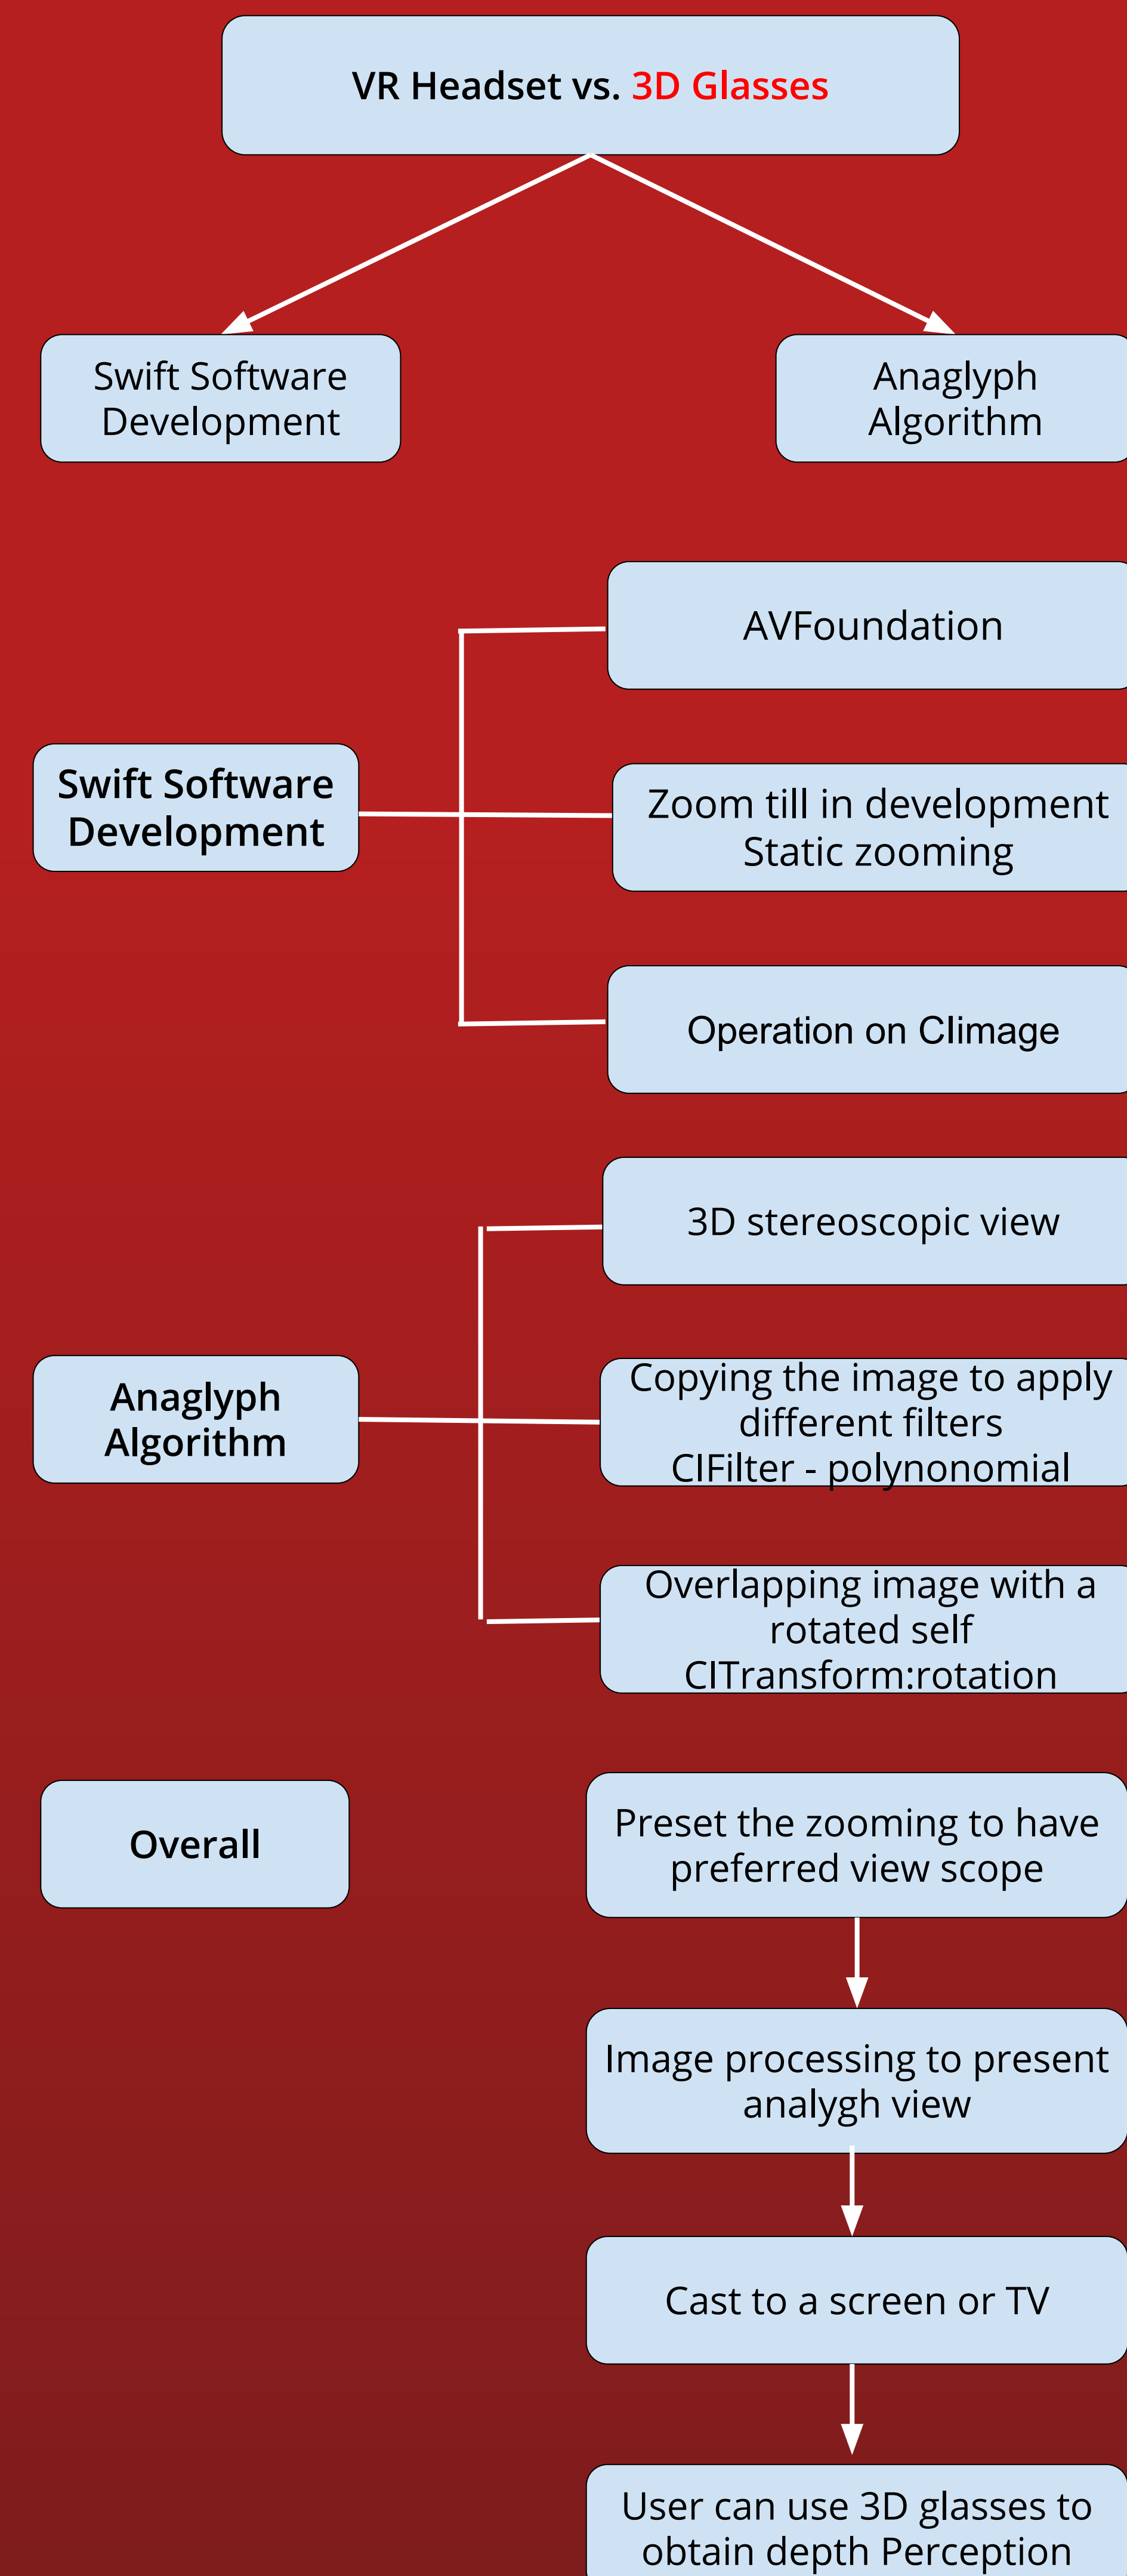 VR Headset vs. 3D Glasses
Swift Software
Development
Anaglyph
Algorithm
AVFoundation
Swift Software
Development
Zoom till in development
Static zooming
Operation on CIimage
3D stereoscopic view
Anaglyph
Algorithm
Copying the image to apply
different filters
CIFilter - polynonomial
Overlapping image with a
rotated self
CITransform:rotation
Overall
Preset the zooming to have
preferred view scope
Image processing to present
analygh view
Cast to a screen or TV
User can use 3D glasses to
obtain depth Perception